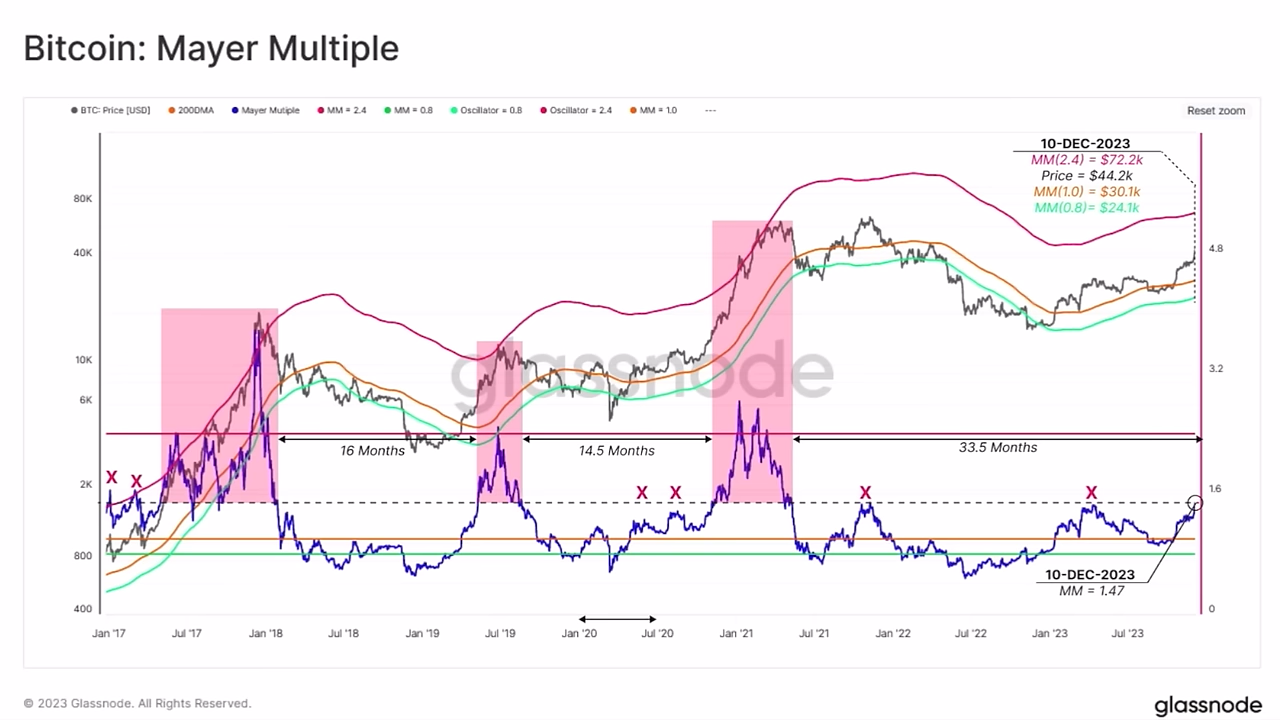 Bitcoin: Mayer Multiple
BTC: Price [USD] 200DMA Mayer Mutiple MM = 2.4 MM = 0.8 Oscillator = 0.8 Oscillator = 2.4 MM = 1.0 ---
Reset zoom
10-DEC-2023
MM(2.4) = $72.2k
Price = $44.2k
MM(1.0) = $30.1k
MM(0.8)= $24.1k
80K
40K
10K
6K
2K
800
400
4.8
3.2
1.6
0
glassnode
16 Months
14.5 Months
33.5 Months
X X X X X X
10-DEC-2023
MM = 1.47
Jan '17 Jul '17 Jan '18 Jul '18 Jan '19 Jul '19 Jan '20 Jul '20 Jan '21 Jul '21 Jan '22 Jul '22 Jan '23 Jul '23
© 2023 Glassnode. All Rights Reserved.
glassnode